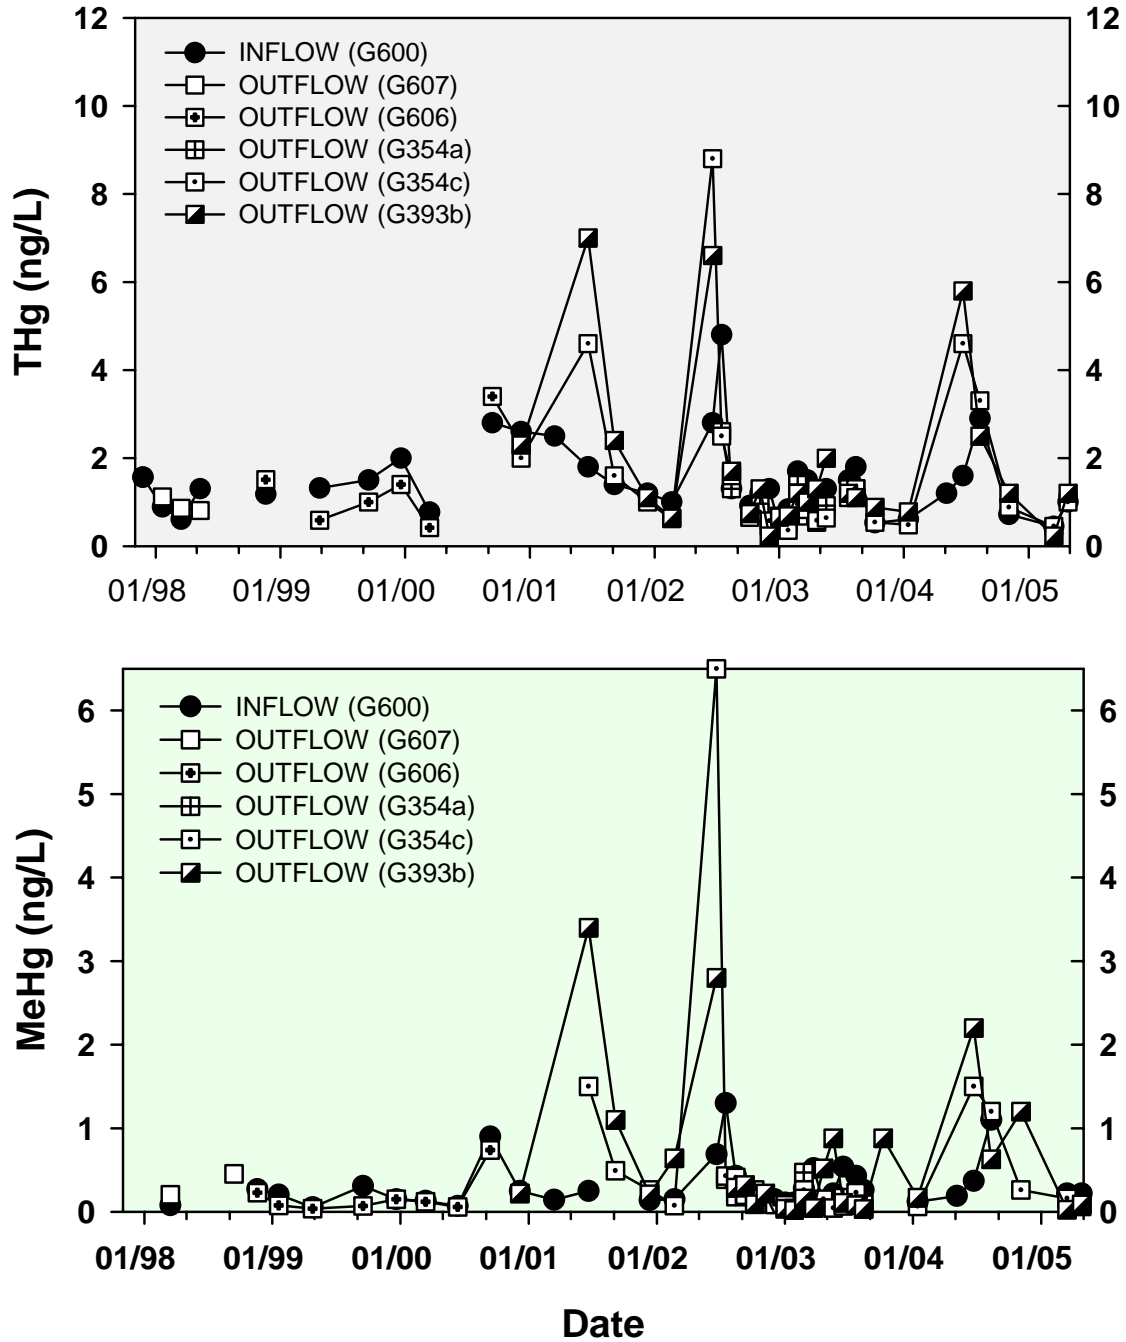 12 12
INFLOW (G600)
OUTFLOW (G607)
10 OUTFLOW (G606) 10
OUTFLOW (G354a)
OUTFLOW (G354c)
8 8
OUTFLOW (G393b)
THg (ng/L)
6 6
4 4
2 2
0 0
01/98 01/99 01/00 01/01 01/02 01/03 01/04 01/05
6 INFLOW (G600) 6
OUTFLOW (G607)
OUTFLOW (G606)
5 OUTFLOW (G354a) 5
OUTFLOW (G354c)
4 OUTFLOW (G393b) 4
MeHg (ng/L)
3 3
2 2
1 1
0 0
01/98 01/99 01/00 01/01 01/02 01/03 01/04 01/05
Date